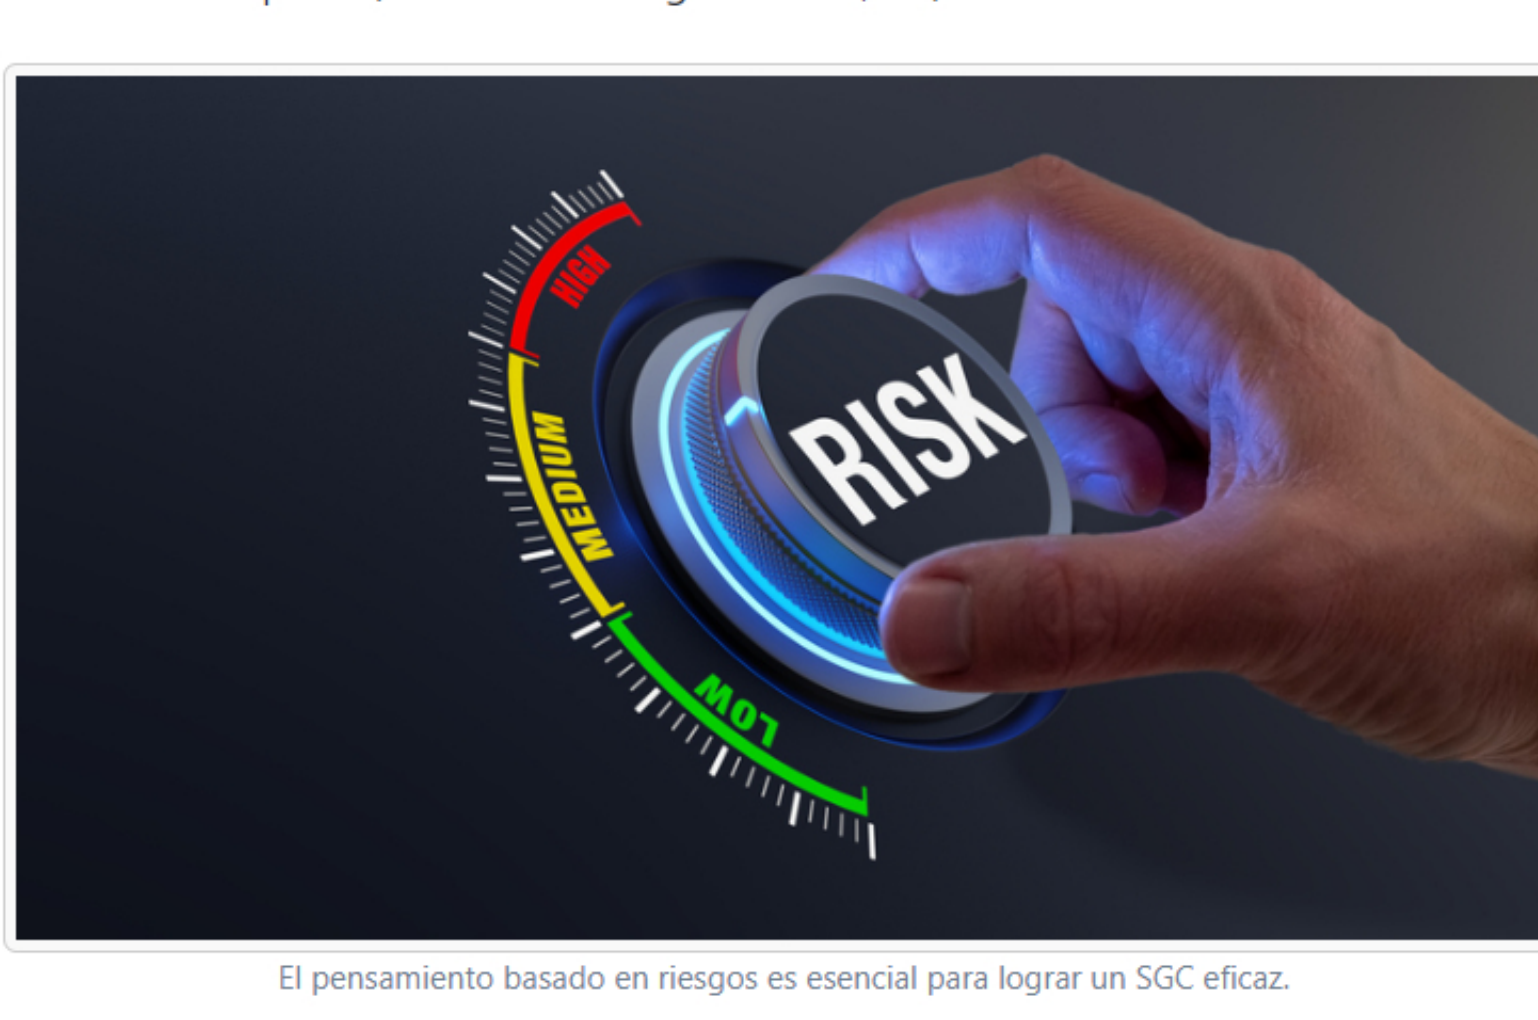 HIGH
MEDIUM
LOW
RISK
El pensamiento basado en riesgos es esencial para lograr un SGC eficaz.